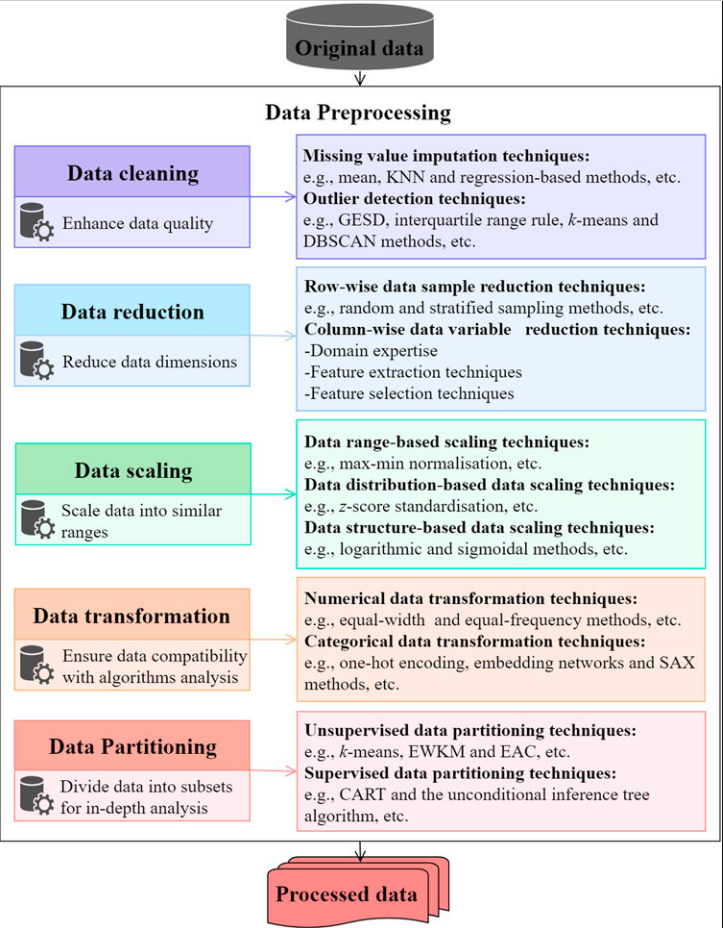 Original data
Data Preprocessing
Data cleaning
Enhance data quality
Missing value imputation techniques:
e.g., mean, KNN and regression-based methods, etc.
Outlier detection techniques:
e.g., GESD, interquartile range rule, k-means and
DBSCAN methods, etc.
Data reduction
Reduce data dimensions
Row-wise data sample reduction techniques:
e.g., random and stratified sampling methods, etc.
Column-wise data variable reduction techniques:
-Domain expertise
-Feature extraction techniques
-Feature selection techniques
Data scaling
Scale data into similar
ranges
Data range-based scaling techniques:
e.g., max-min normalisation, etc.
Data distribution-based data scaling techniques:
e.g., z-score standardisation, etc.
Data structure-based data scaling techniques:
e.g., logarithmic and sigmoidal methods, etc.
Data transformation
Ensure data compatibility
with algorithms analysis
Numerical data transformation techniques:
e.g., equal-width and equal-frequency methods, etc.
Categorical data transformation techniques:
e.g., one-hot encoding, embedding networks and SAX
methods, etc.
Data Partitioning
Divide data into subsets
for in-depth analysis
Unsupervised data partitioning techniques:
e.g., k-means, EWKM and EAC, etc.
Supervised data partitioning techniques:
e.g., CART and the unconditional inference tree
algorithm, etc.
Processed data